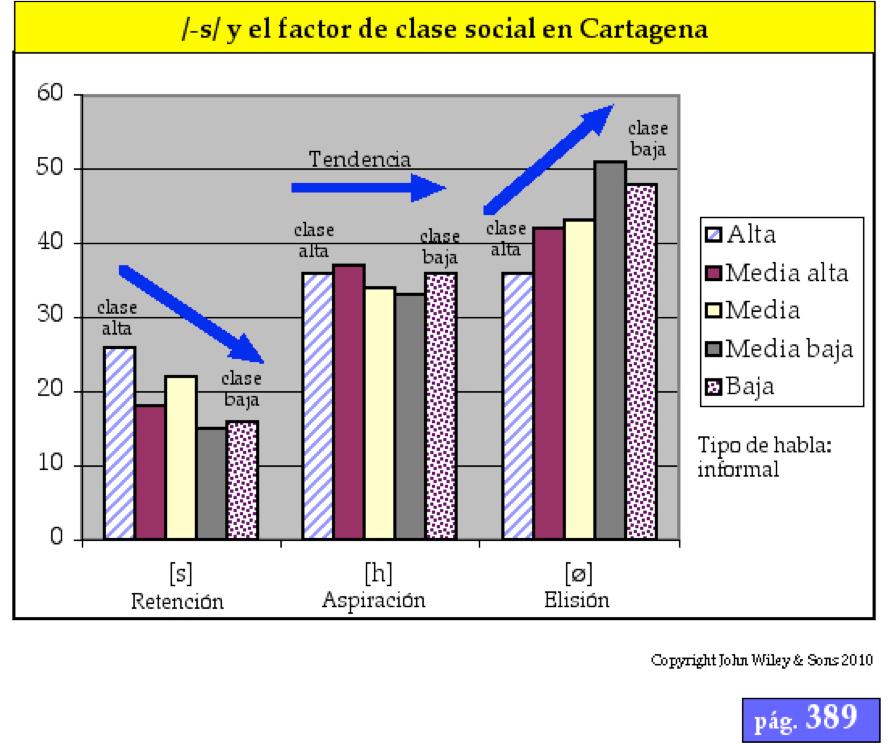 /-s/ y el factor de clase social en Cartagena
60
50
40
30
20
10
0
clase
alta
clase
baja
Tendencia
clase
alta
clase
baja
clase
alta
clase
baja
[s]
Retención
[h]
Aspiración
[ø]
Elisión
Alta
Media alta
Media
Media baja
Baja
Tipo de habla:
informal
Copyright John Wiley & Sons 2010
pág. 389